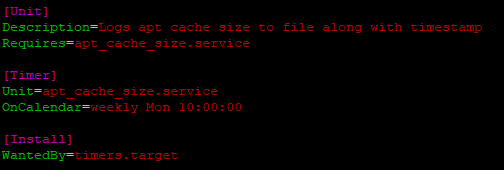 [Unit]
Description=Logs apt cache size to file along with timestamp
Requires=apt_cache_size.service
[Timer]
Unit=apt_cache_size.service
OnCalendar=weekly Mon 10:00:00
[Install]
WantedBy=timers.target